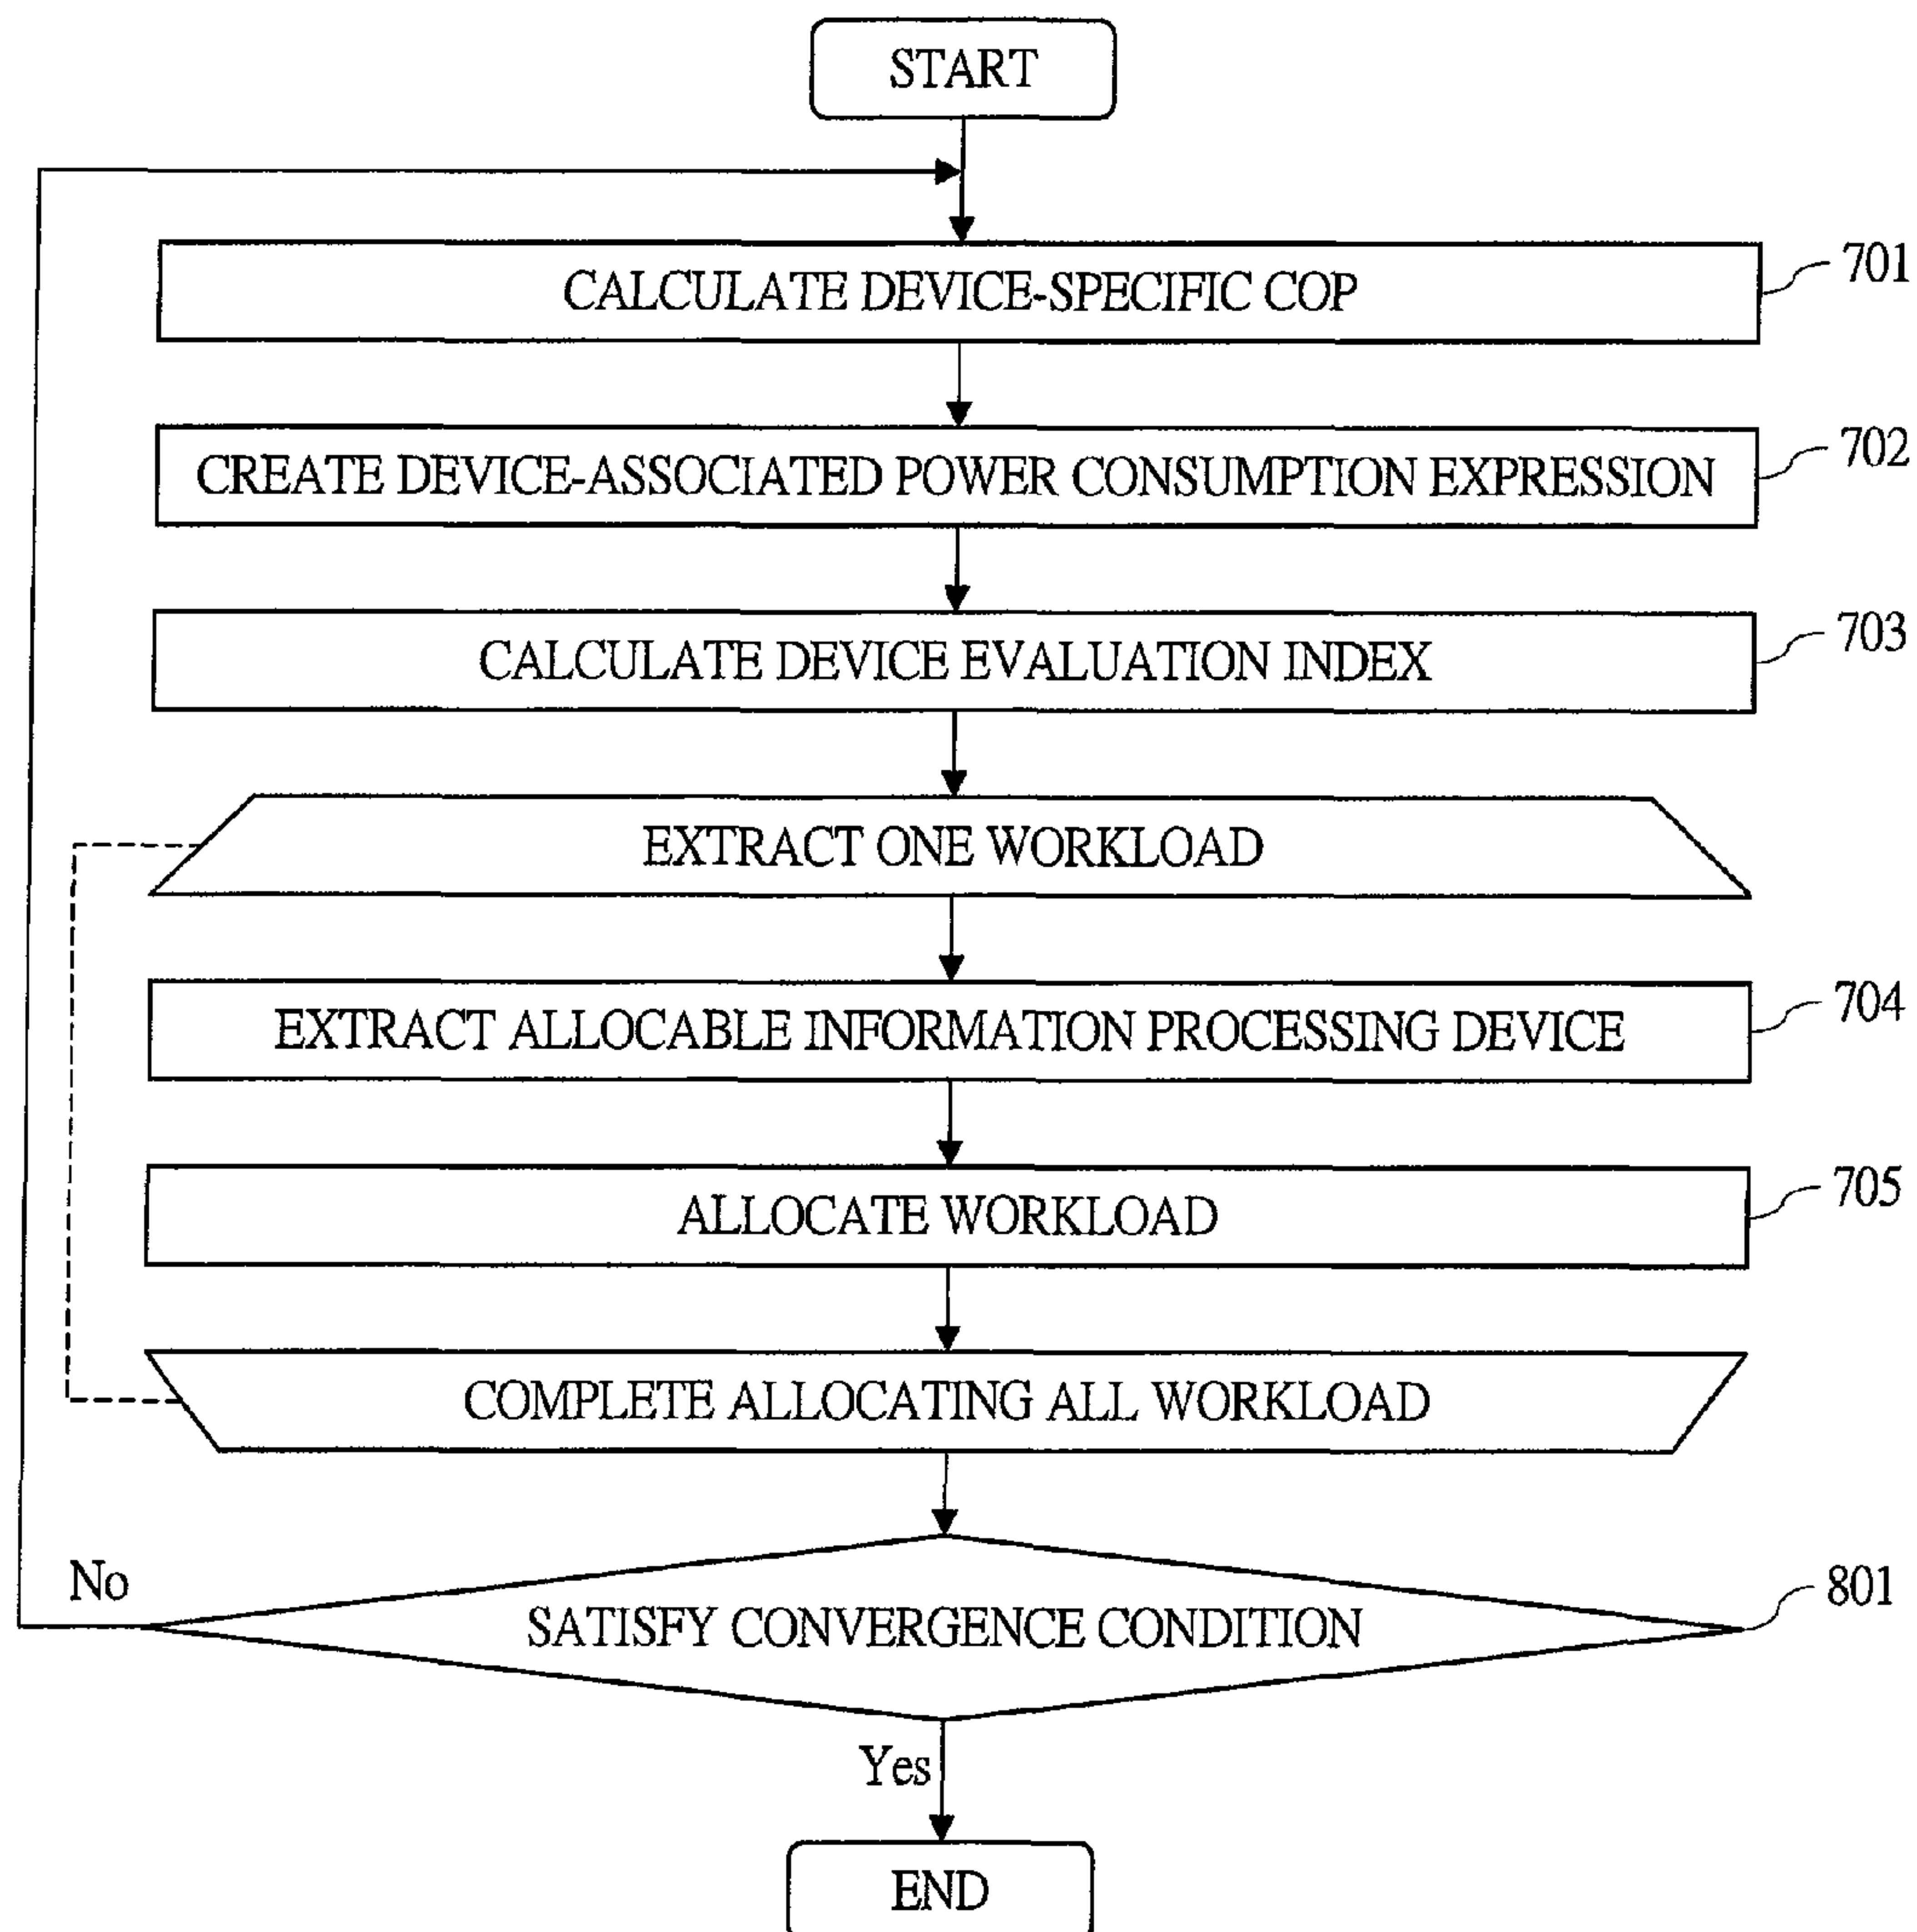 START
CALCULATE DEVICE-SPECIFIC COP
701
CREATE DEVICE-ASSOCIATED POWER CONSUMPTION EXPRESSION
702
CALCULATE DEVICE EVALUATION INDEX
703
EXTRACT ONE WORKLOAD
EXTRACT ALLOCABLE INFORMATION PROCESSING DEVICE
704
ALLOCATE WORKLOAD
705
COMPLETE ALLOCATING ALL WORKLOAD
No
SATISFY CONVERGENCE CONDITION
801
Yes
END